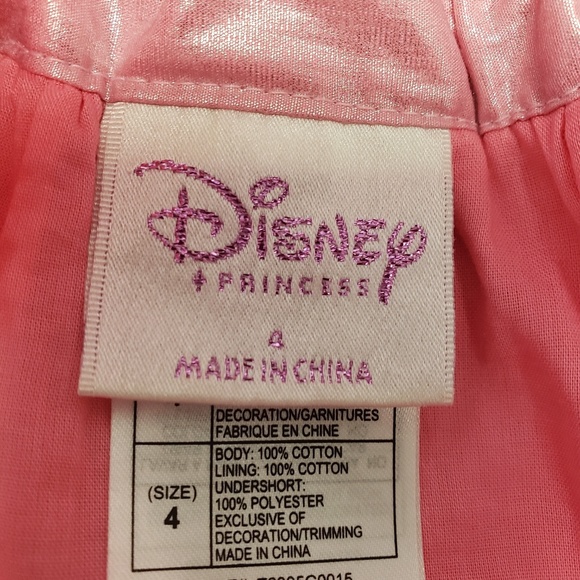 Disney
PRINCESS
4
MADE IN CHINA
DECORATION/GARNITURES
FABRIQUE EN CHINE
(SIZE)
4
BODY: 100% COTTON
LINING: 100% COTTON
UNDERSHORT:
100% POLYESTER
EXCLUSIVE OF
DECORATION/TRIMMING
MADE IN CHINA